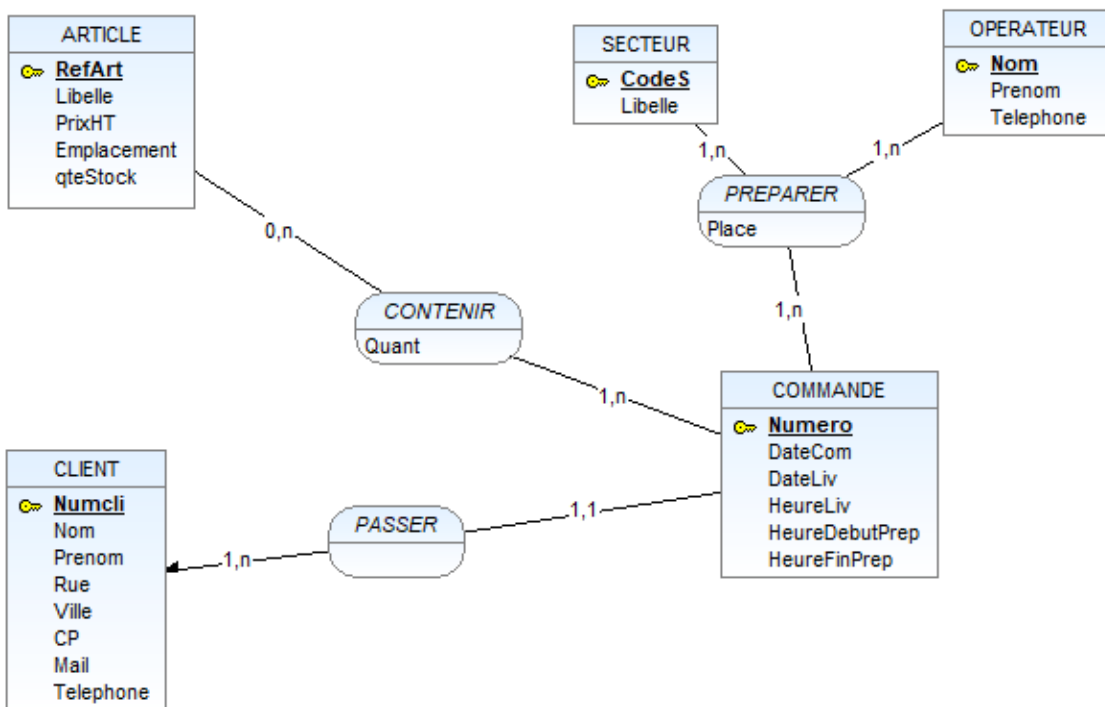 ARTICLE
RefArt
Libelle
PrixHT
Emplacement
qteStock
SECTEUR
CodeS
Libelle
OPERATEUR
Nom
Prenom
Telephone
1,n
1,n
PREPARER
Place
0,n
1,n
CONTENIR
Quant
1,n
COMMANDE
Numero
DateCom
DateLiv
HeureLiv
HeureDebutPrep
HeureFinPrep
CLIENT
Numcli
Nom
Prenom
Rue
Ville
CP
Mail
Telephone
1,n
PASSER
1,1